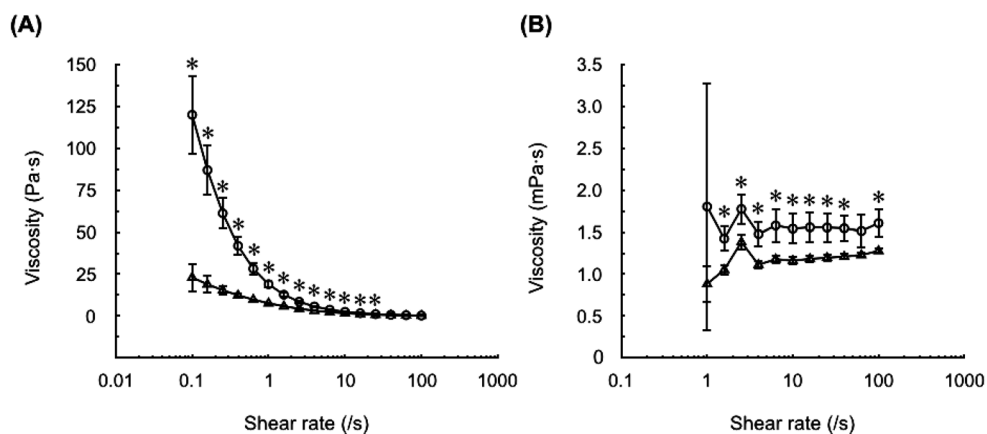 (A)
(B)
Viscosity (Pa·s)
150
125
100
75
50
25
0
* * * * * * * * * * * * *
0.01 0.1 1 10 100 1000
Shear rate (/s)
Viscosity (mPa·s)
3.5
3.0
2.5
2.0
1.5
1.0
0.5
0
* * * * * * * * *
0.1 1 10 100 1000
Shear rate (/s)